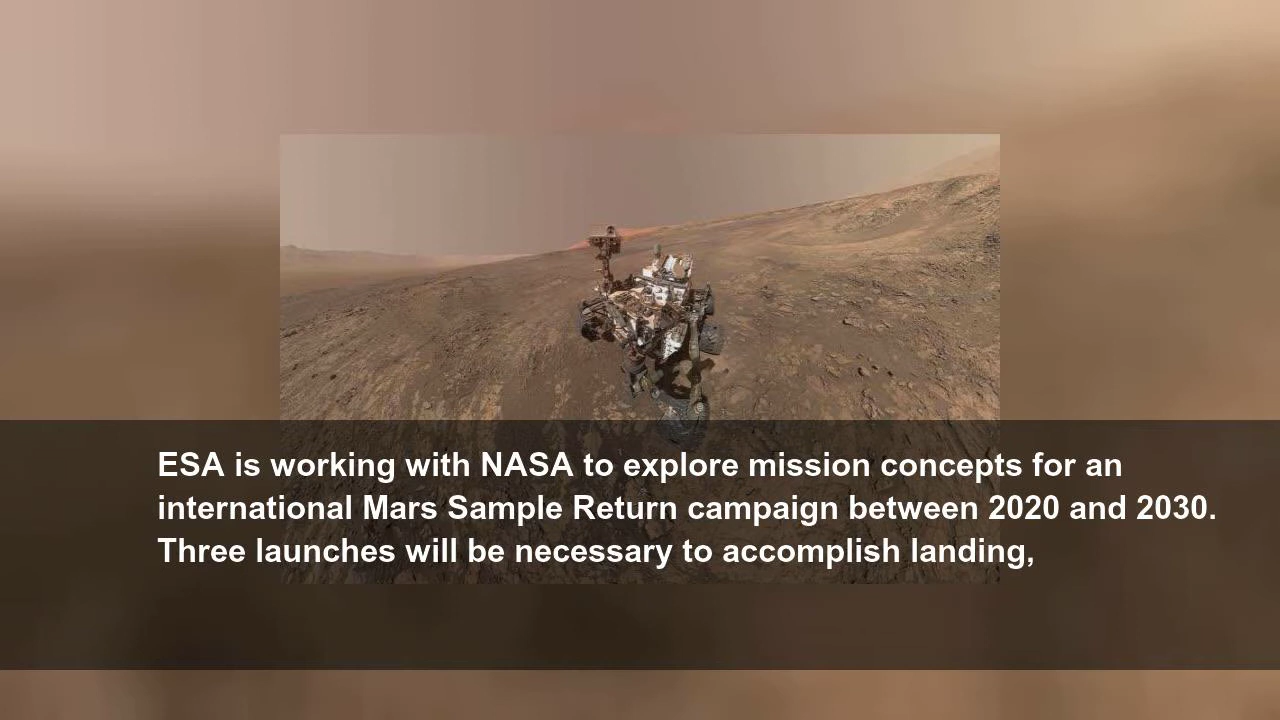 ESA is working with NASA to explore mission concepts for an
international Mars Sample Return campaign between 2020 and 2030.
Three launches will be necessary to accomplish landing,